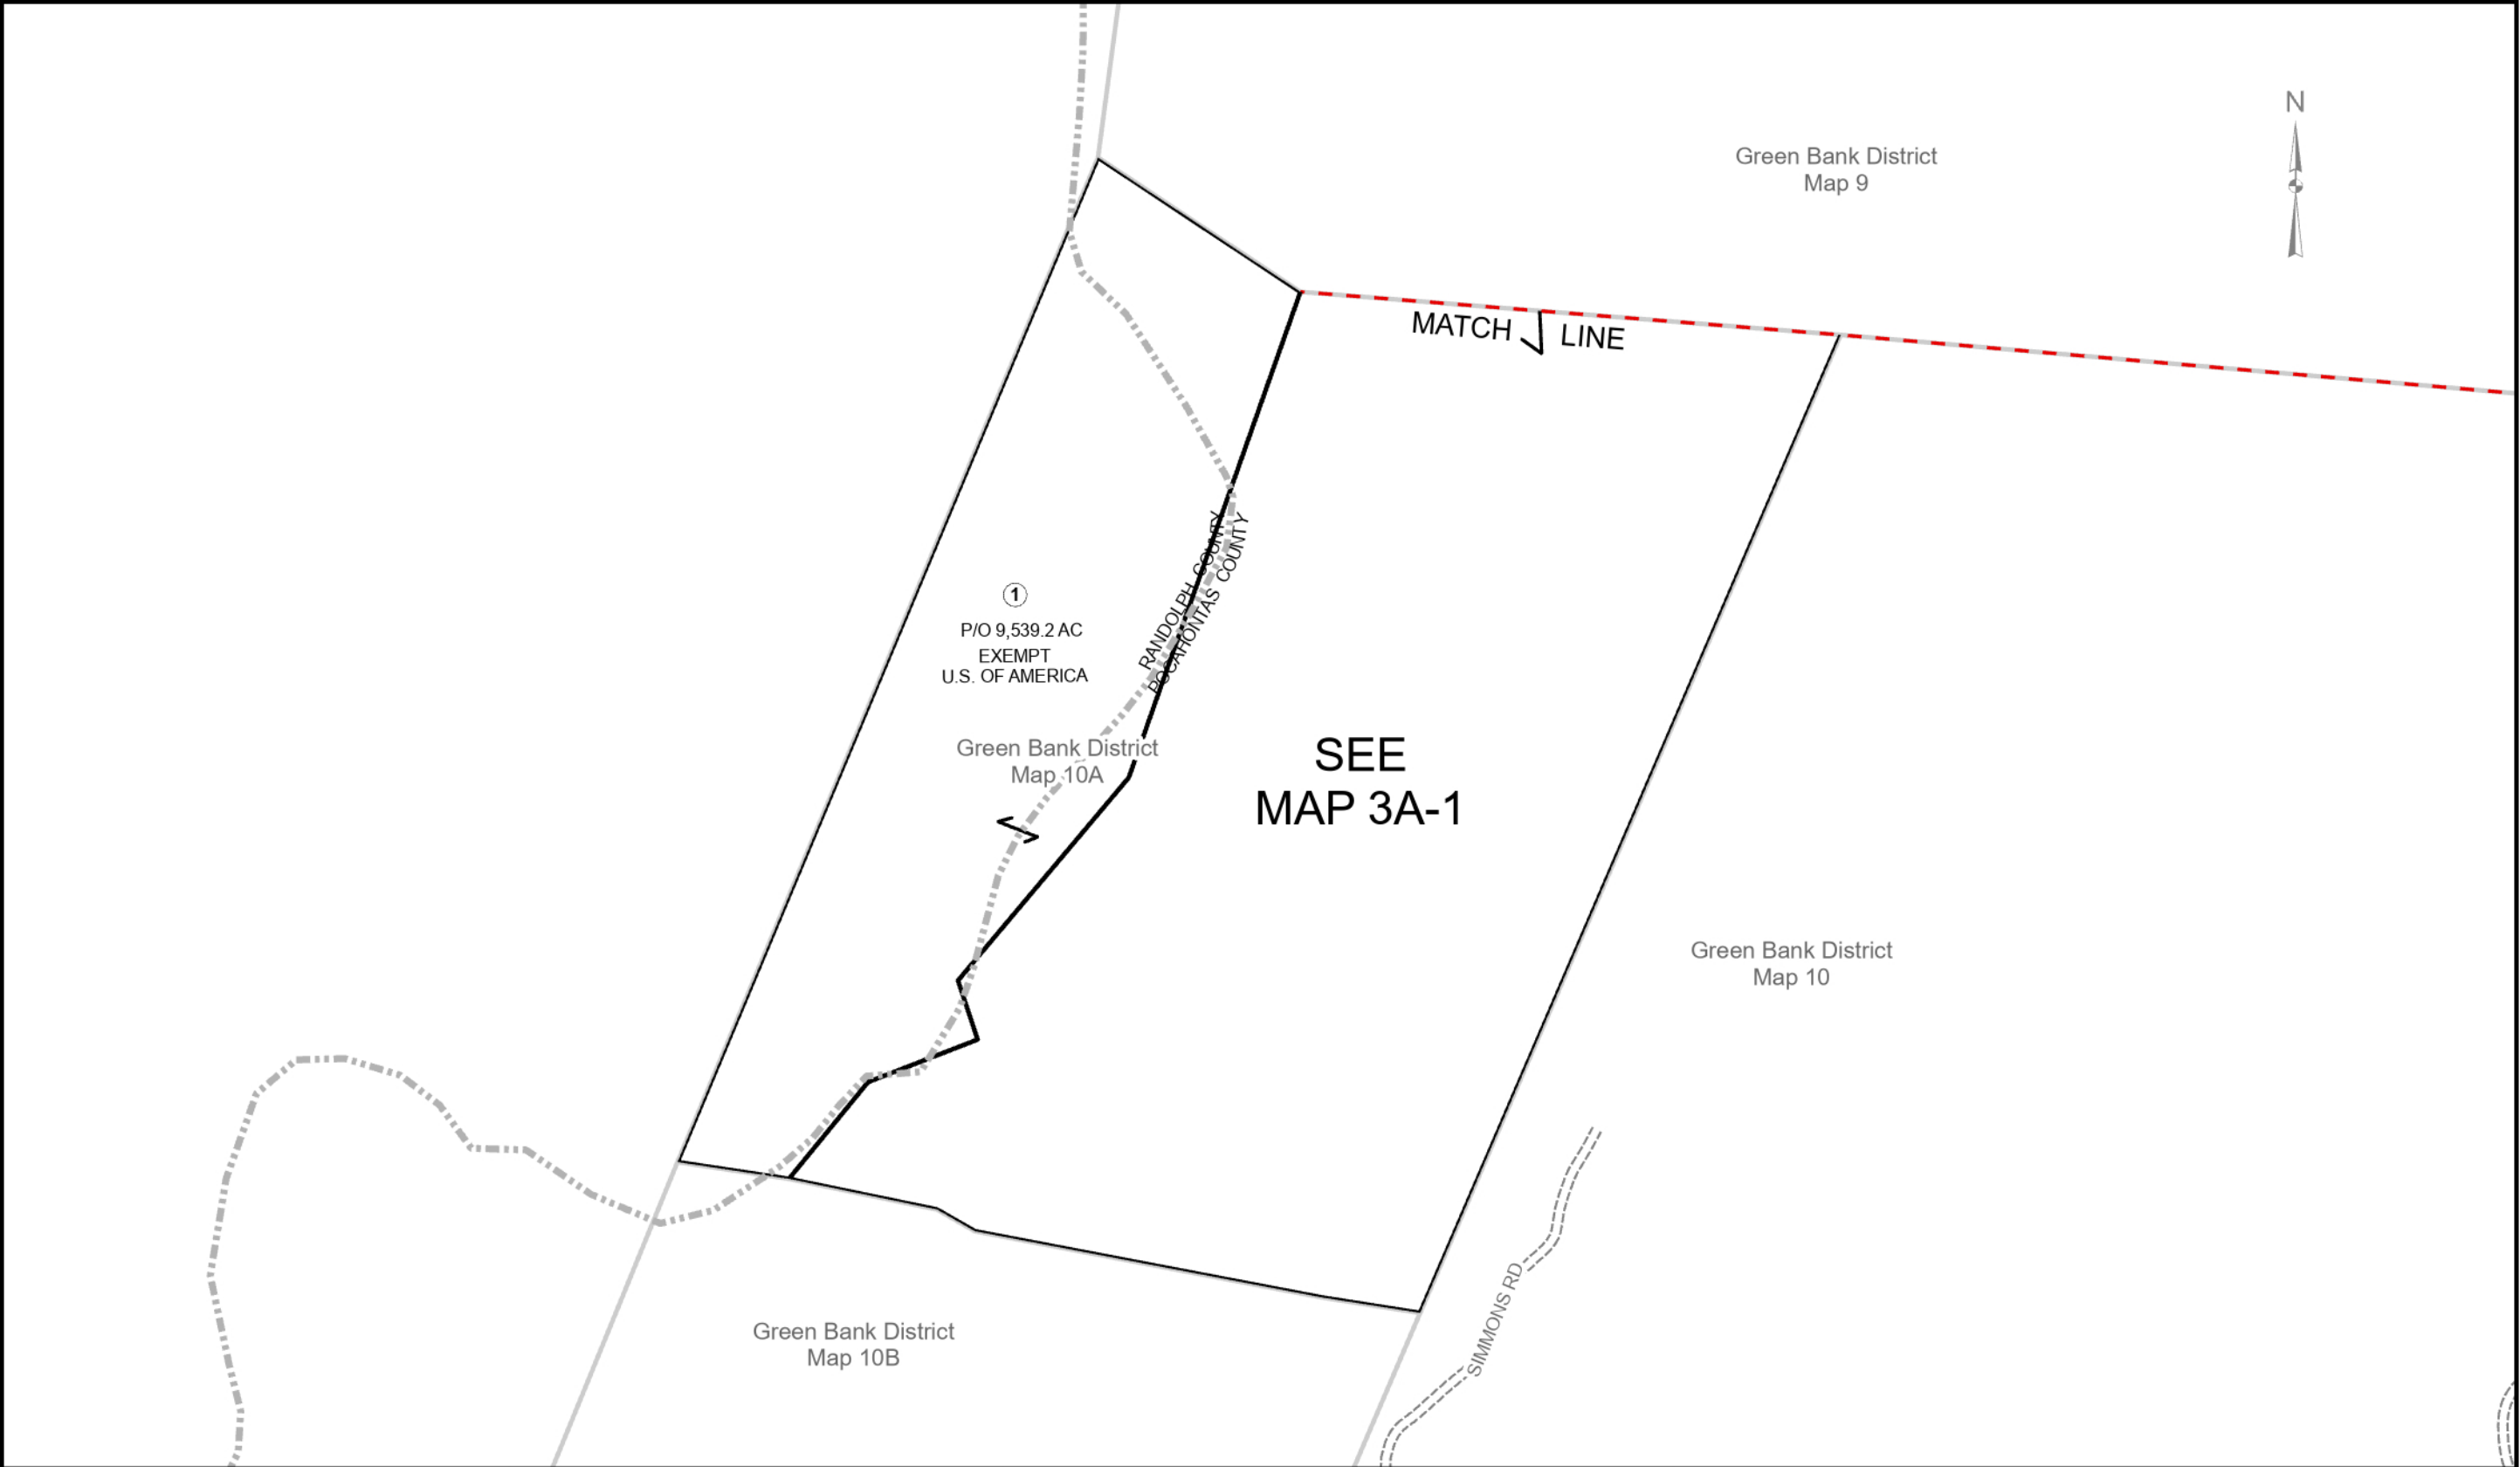 N
Green Bank District
Map 9
MATCH LINE
RANDOLPH COUNTY
POCAHONTAS COUNTY
1
P/O 9,539.2 AC
EXEMPT
U.S. OF AMERICA
Green Bank District
Map 10A
SEE
MAP 3A-1
Green Bank District
Map 10
SIMMONS RD
Green Bank District
Map 10B